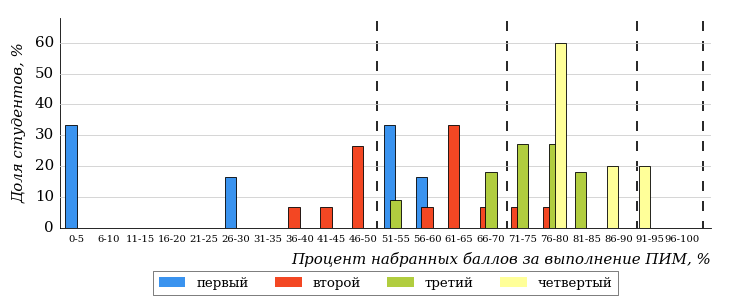 Доля студентов, %
60
50
40
30
20
10
0
0-5 6-10 11-15 16-20 21-25 26-30 31-35 36-40 41-45 46-50 51-55 56-60 61-65 66-70 71-75 76-80 81-85 86-90 91-95 96-100
Процент набранных баллов за выполнение ПИМ, %
первый второй третий четвертый